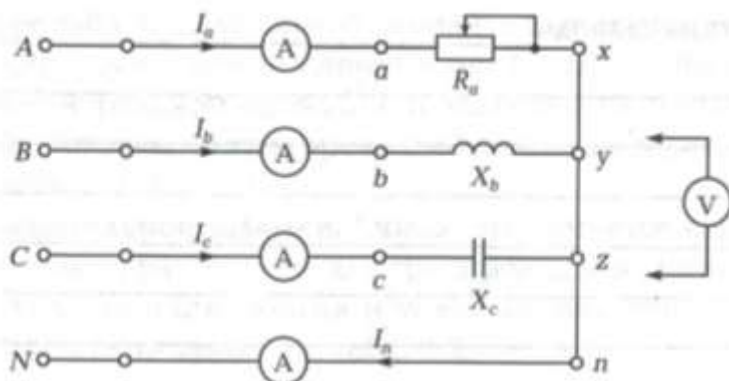 A I_a A a R_a x
B I_b A b X_b y
V
C I_c A c X_c z
N A I_n n